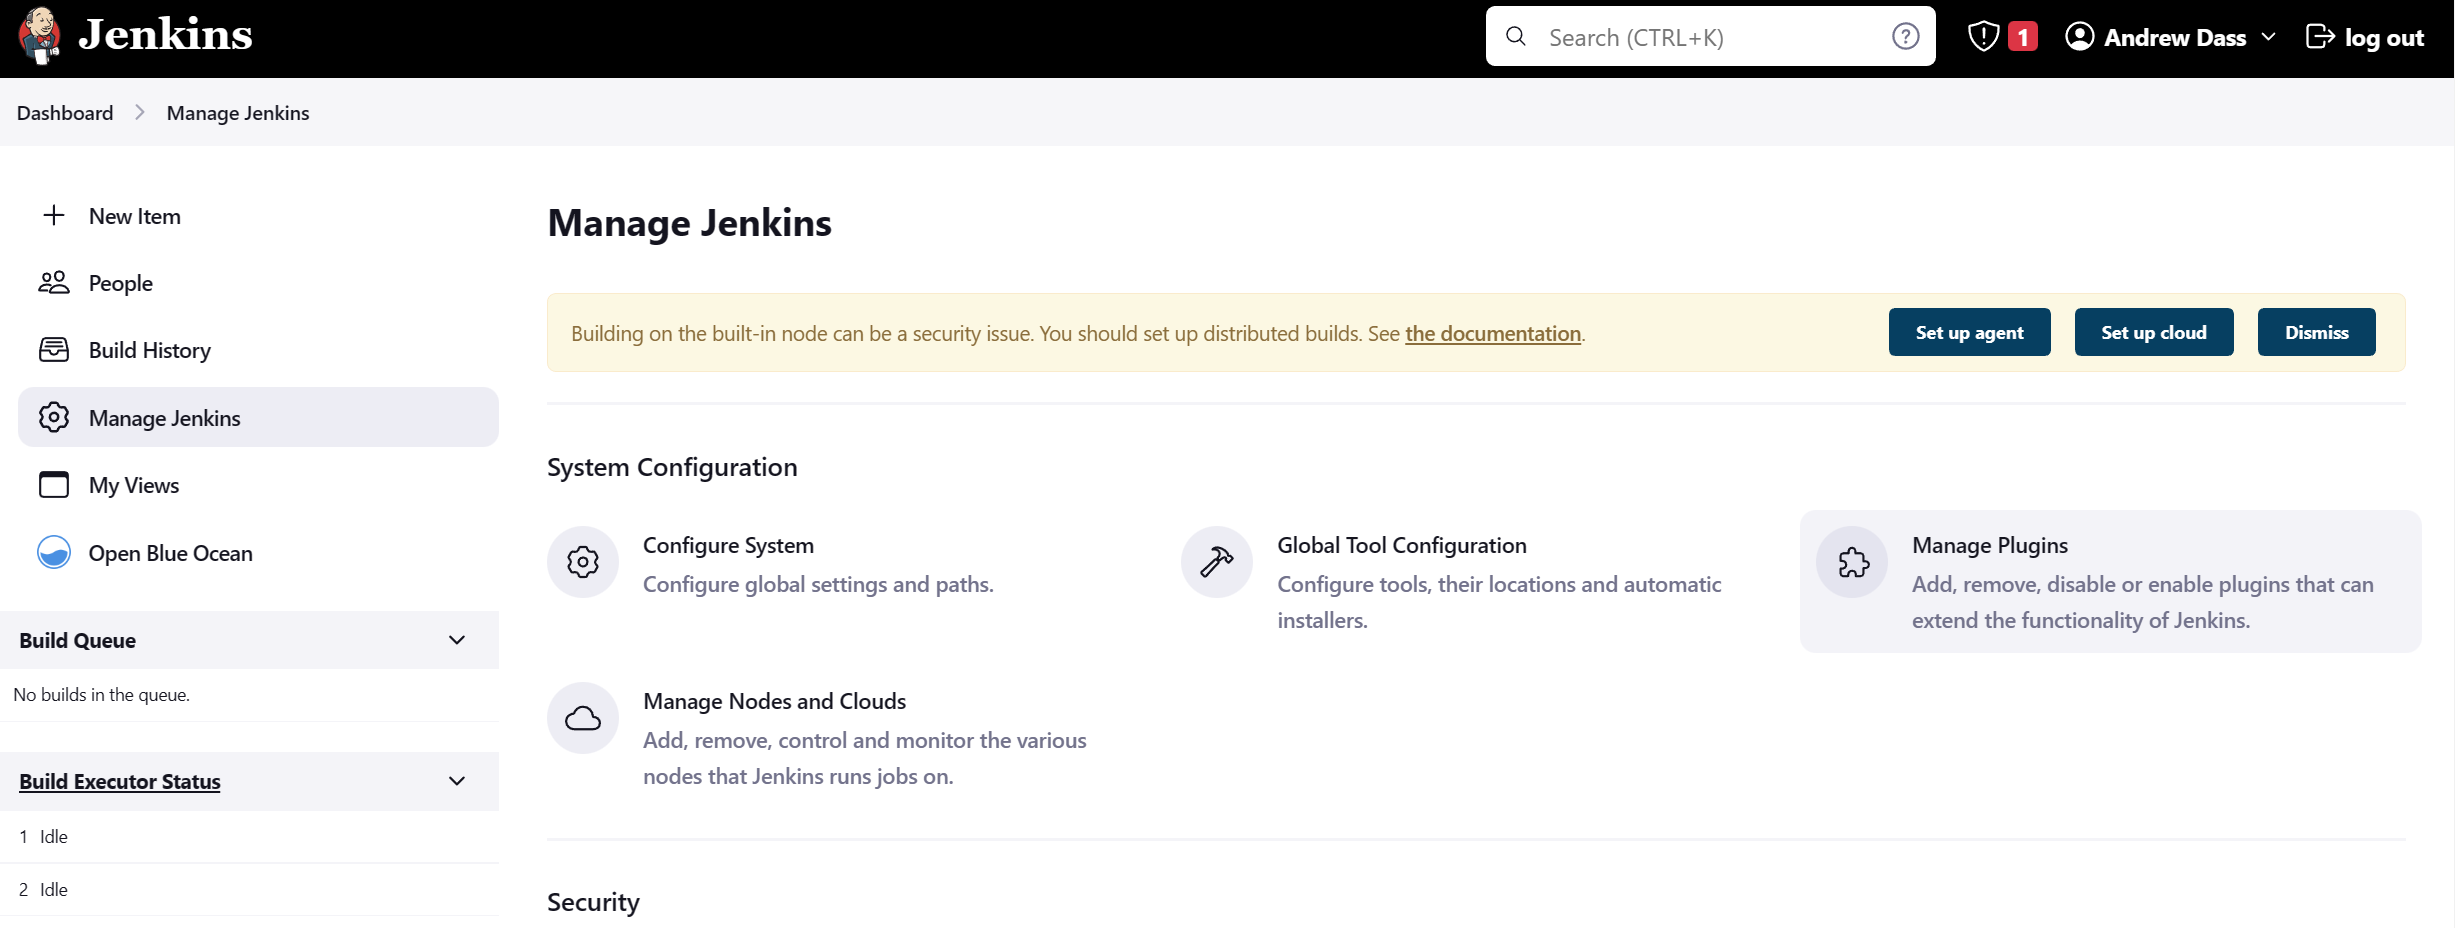 Jenkins
Search (CTRL+K)
1
Andrew Dass
log out
Dashboard
Manage Jenkins
New Item
People
Build History
Manage Jenkins
My Views
Open Blue Ocean
Build Queue
No builds in the queue.
Build Executor Status
1 Idle
2 Idle
Manage Jenkins
Building on the built-in node can be a security issue. You should set up distributed builds. See the documentation.
Set up agent
Set up cloud
Dismiss
System Configuration
Configure System
Configure global settings and paths.
Global Tool Configuration
Configure tools, their locations and automatic
installers.
Manage Plugins
Add, remove, disable or enable plugins that can
extend the functionality of Jenkins.
Manage Nodes and Clouds
Add, remove, control and monitor the various
nodes that Jenkins runs jobs on.
Security